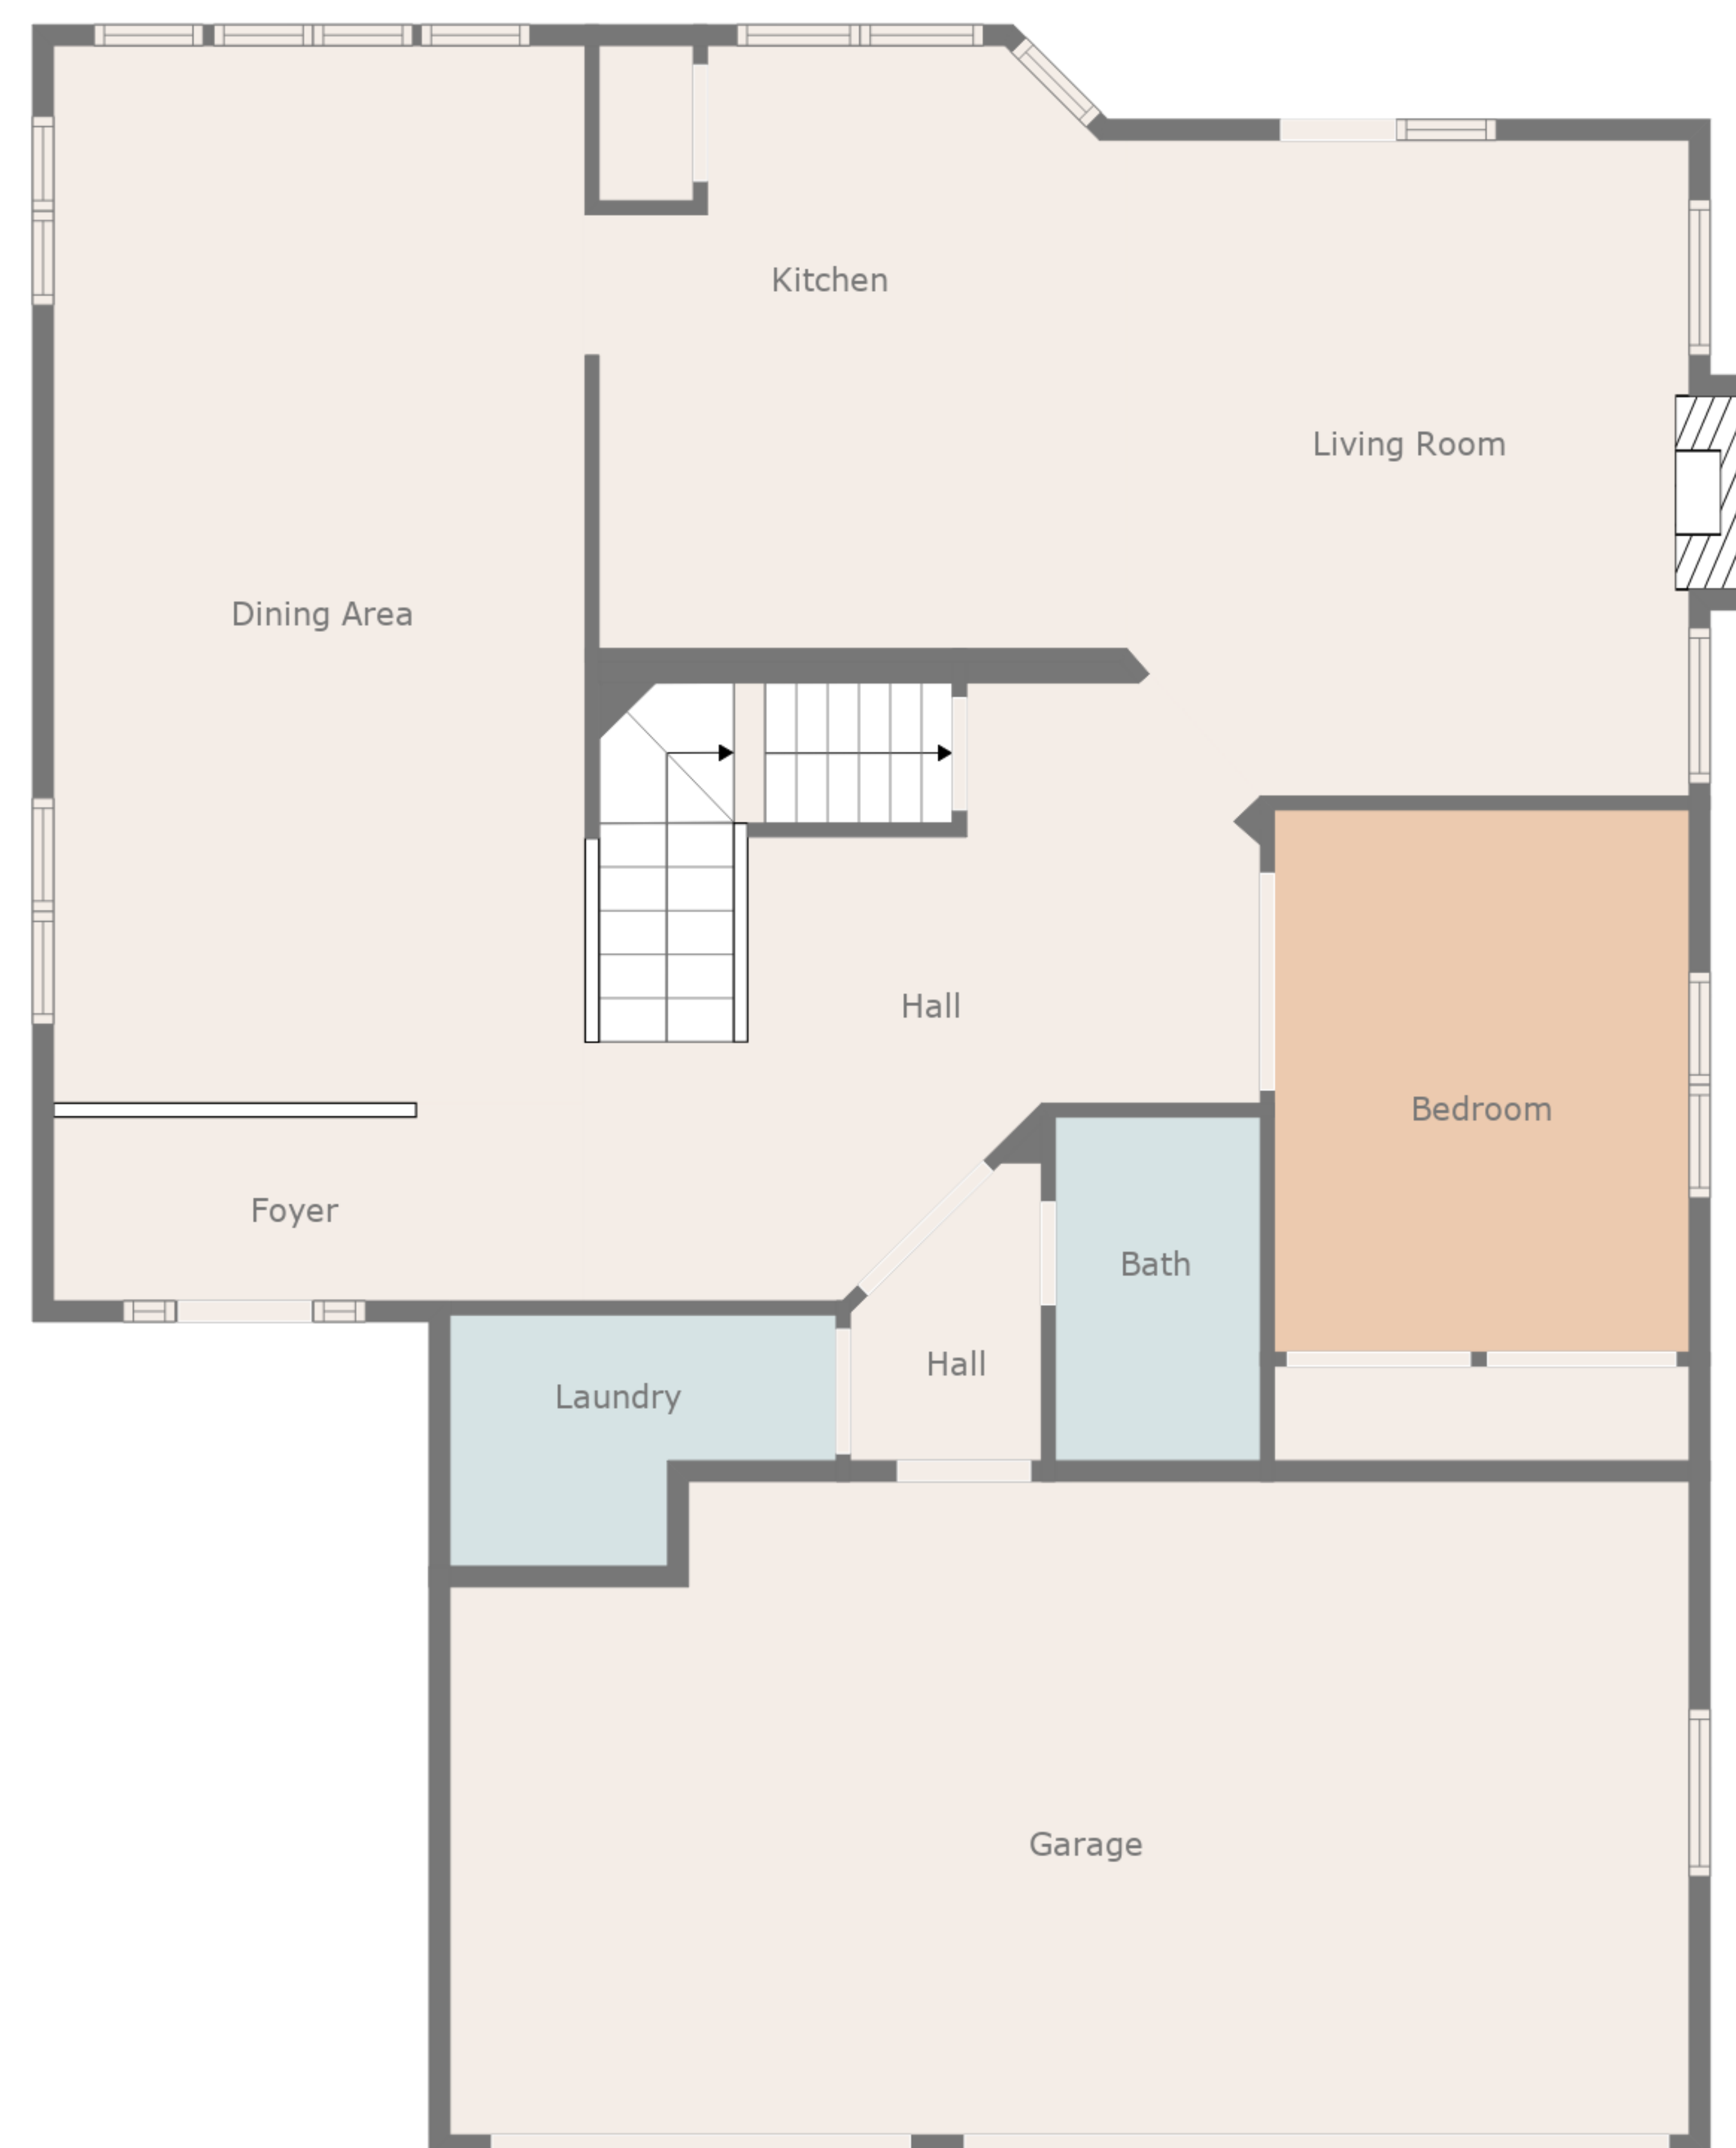 Kitchen
Living Room
Dining Area
Hall
Bedroom
Foyer
Bath
Hall
Laundry
Garage